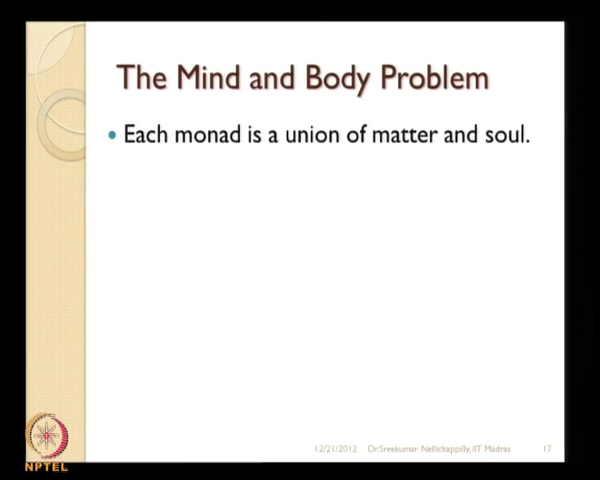 The Mind and Body Problem
• Each monad is a union of matter and soul.
12/21/2012 Dr.Sreekumar Nellickappilly, IIT Madras 17
NPTEL